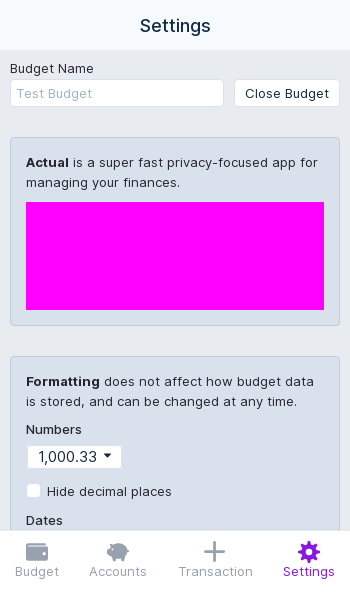 Settings
Budget Name
Test Budget
Close Budget
Actual is a super fast privacy-focused app for
managing your finances.
Formatting does not affect how budget data
is stored, and can be changed at any time.
Numbers
1,000.33
Hide decimal places
Dates
Budget
Accounts
Transaction
Settings